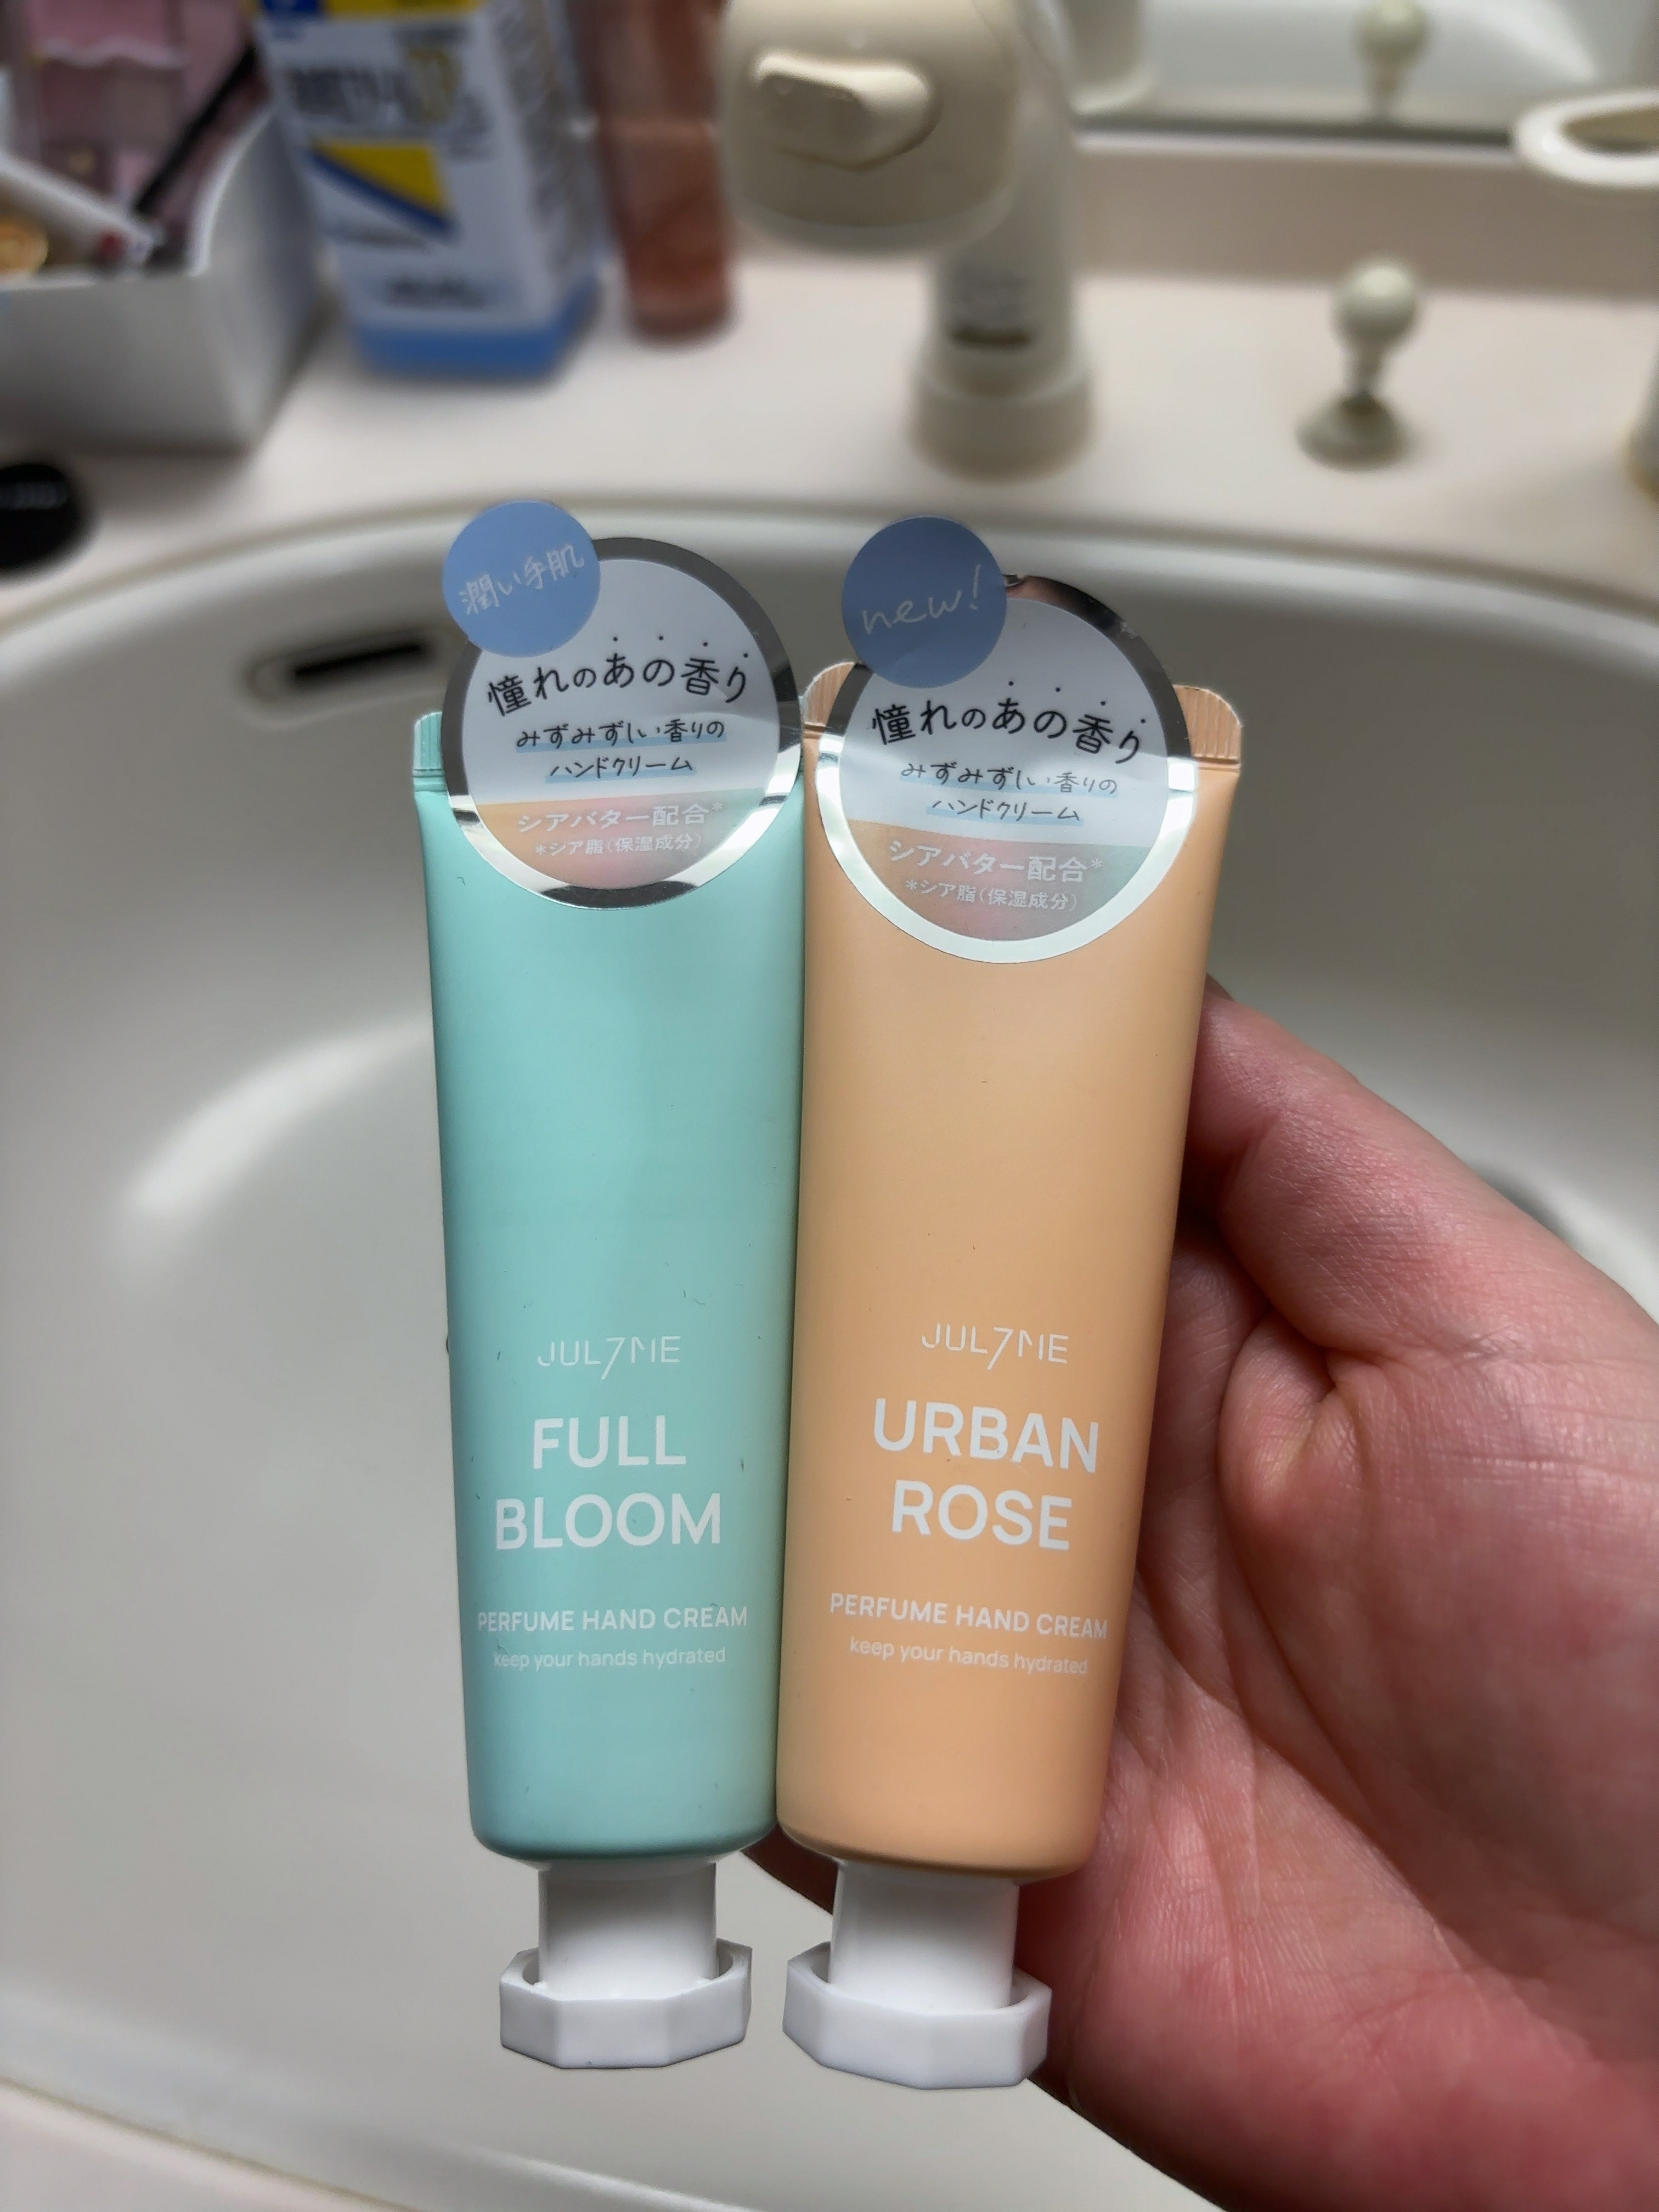 潤い手肌
憧れのあの香り
みずみずしい香りの
ハンドクリーム
シアバター配合*
*シア脂(保湿成分)
JUL7ME
FULL
BLOOM
PERFUME HAND CREAM
keep your hands hydrated
new!
憧れのあの香り
みずみずしい香りの
ハンドクリーム
シアバター配合*
*シア脂(保湿成分)
JUL7ME
URBAN
ROSE
PERFUME HAND CREAM
keep your hands hydrated